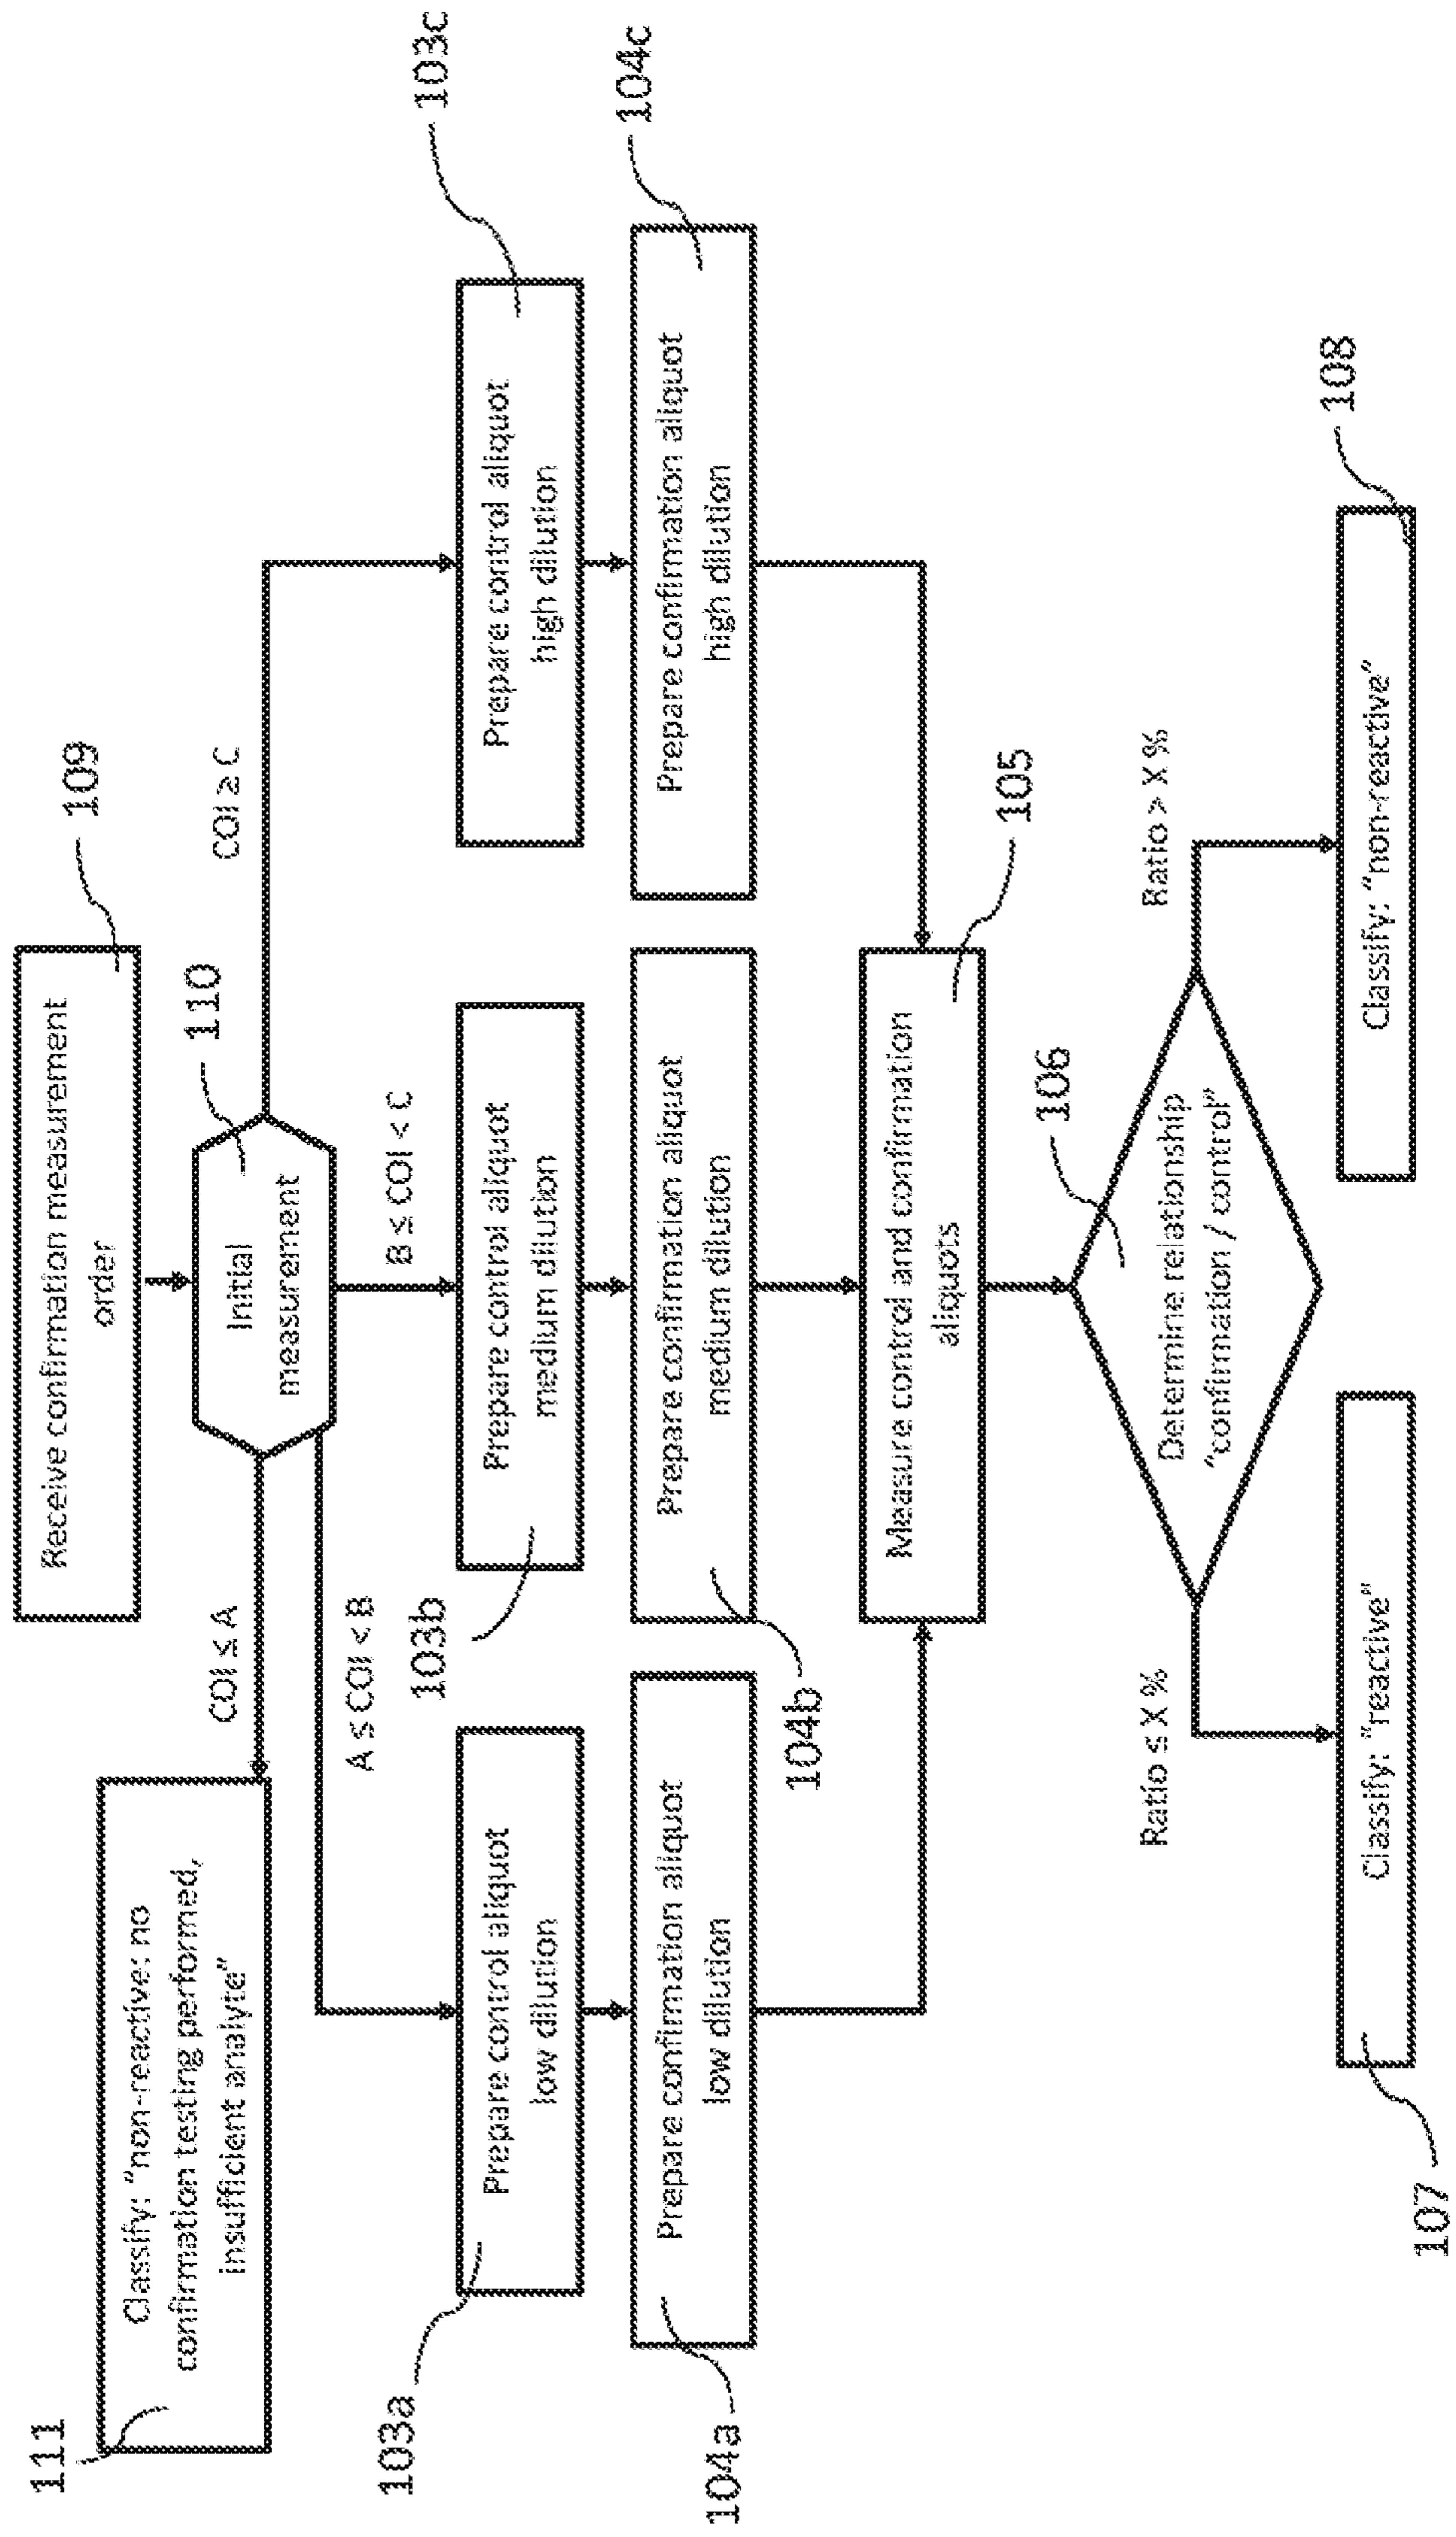 Receive confirmation measurement
order
109
111
Classify: "non-reactive: no
confirmation testing performed,
insufficient analyte"
COI ≤ A
Initial
measurement
110
COI ≥ C
A ≤ COI < B
B ≤ COI < C
103a
Prepare control aliquot
low dilution
103b
Prepare control aliquot
medium dilution
Prepare control aliquot
high dilution
103c
104a
Prepare confirmation aliquot
low dilution
104b
Prepare confirmation aliquot
medium dilution
Prepare confirmation aliquot
high dilution
104c
Measure control and confirmation
aliquots
105
106
Determine relationship
"confirmation / control"
Ratio ≤ X %
Ratio > X %
107
Classify: "reactive"
Classify: "non-reactive"
108